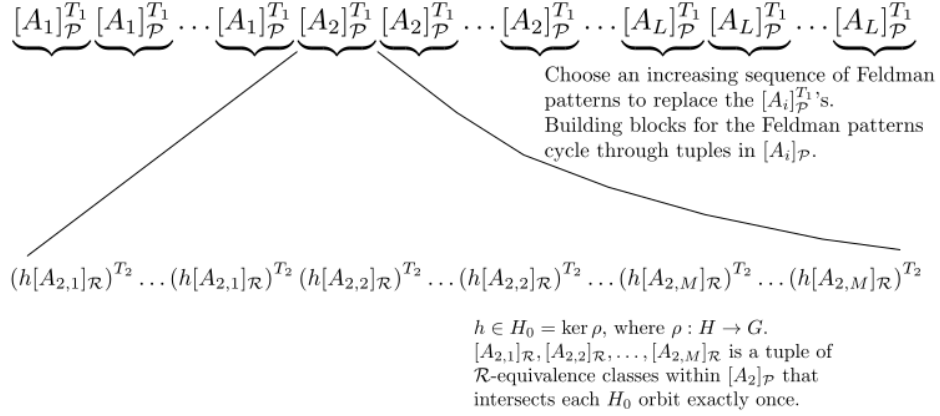 [A_1]_𝒫^{T_1} [A_1]_𝒫^{T_1} … [A_1]_𝒫^{T_1} [A_2]_𝒫^{T_1} [A_2]_𝒫^{T_1} … [A_2]_𝒫^{T_1} … [A_L]_𝒫^{T_1} [A_L]_𝒫^{T_1} … [A_L]_𝒫^{T_1}
Choose an increasing sequence of Feldman
patterns to replace the [A_i]_𝒫^{T_1}'s.
Building blocks for the Feldman patterns
cycle through tuples in [A_i]_𝒫.
(h[A_{2,1}]_ℛ)^{T_2} … (h[A_{2,1}]_ℛ)^{T_2} (h[A_{2,2}]_ℛ)^{T_2} … (h[A_{2,2}]_ℛ)^{T_2} … (h[A_{2,M}]_ℛ)^{T_2} … (h[A_{2,M}]_ℛ)^{T_2}
h ∈ H_0 = ker ρ, where ρ : H → G.
[A_{2,1}]_ℛ, [A_{2,2}]_ℛ, …, [A_{2,M}]_ℛ is a tuple of
ℛ-equivalence classes within [A_2]_𝒫 that
intersects each H_0 orbit exactly once.